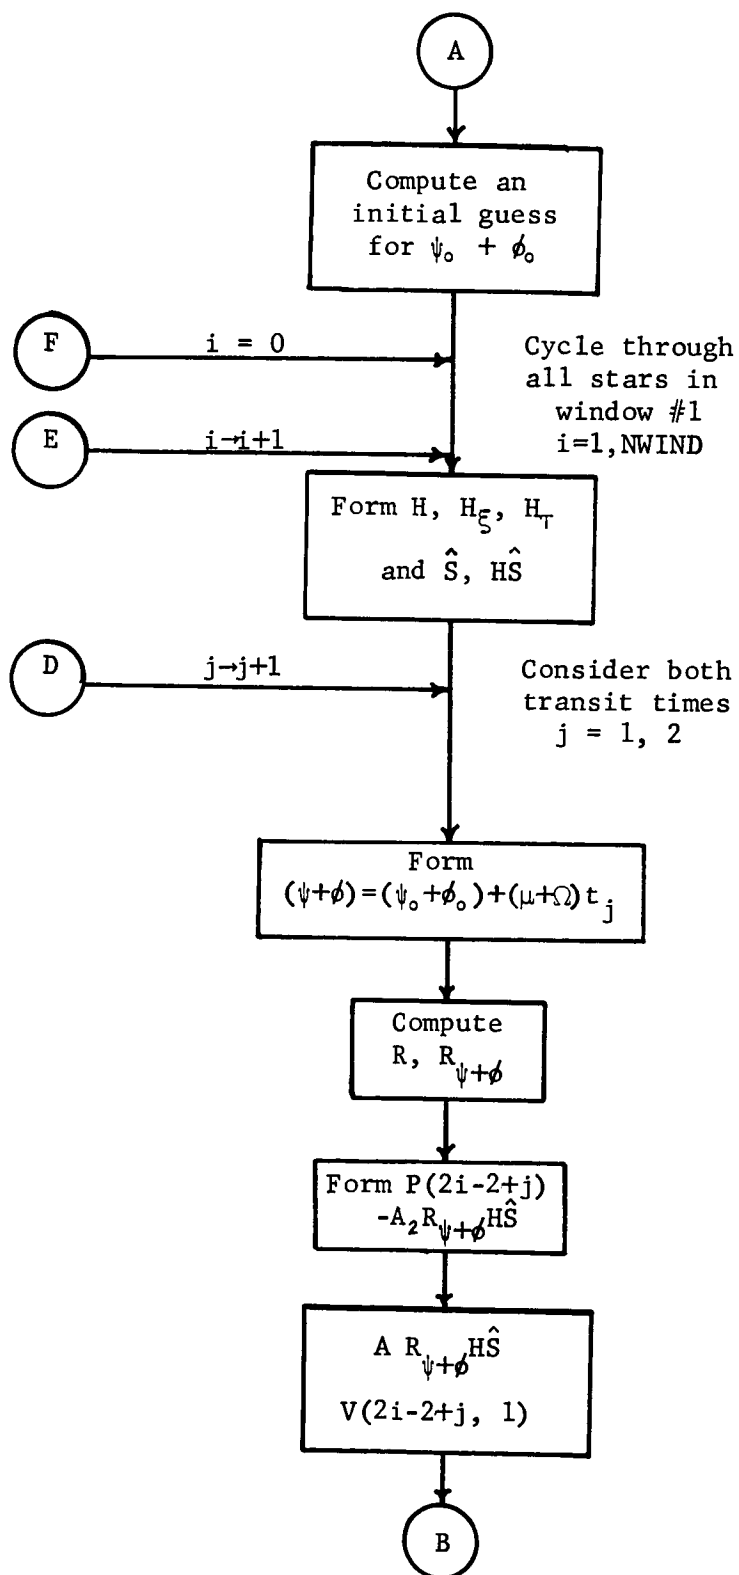 A
Compute an
initial guess
for ψ₀ + ϕ₀
F
i = 0
Cycle through
all stars in
window #1
i=1,NWIND
E
i→i+1
Form H, H_ξ, H_T
and Ŝ, HŜ
D
j→j+1
Consider both
transit times
j = 1, 2
Form
(ψ+ϕ)=(ψ₀+ϕ₀)+(μ+Ω)t_j
Compute
R, R_ψ+ϕ
Form P(2i-2+j)
-A₂R_ψ+ϕHŜ
A R_ψ+ϕHŜ
V(2i-2+j, 1)
B